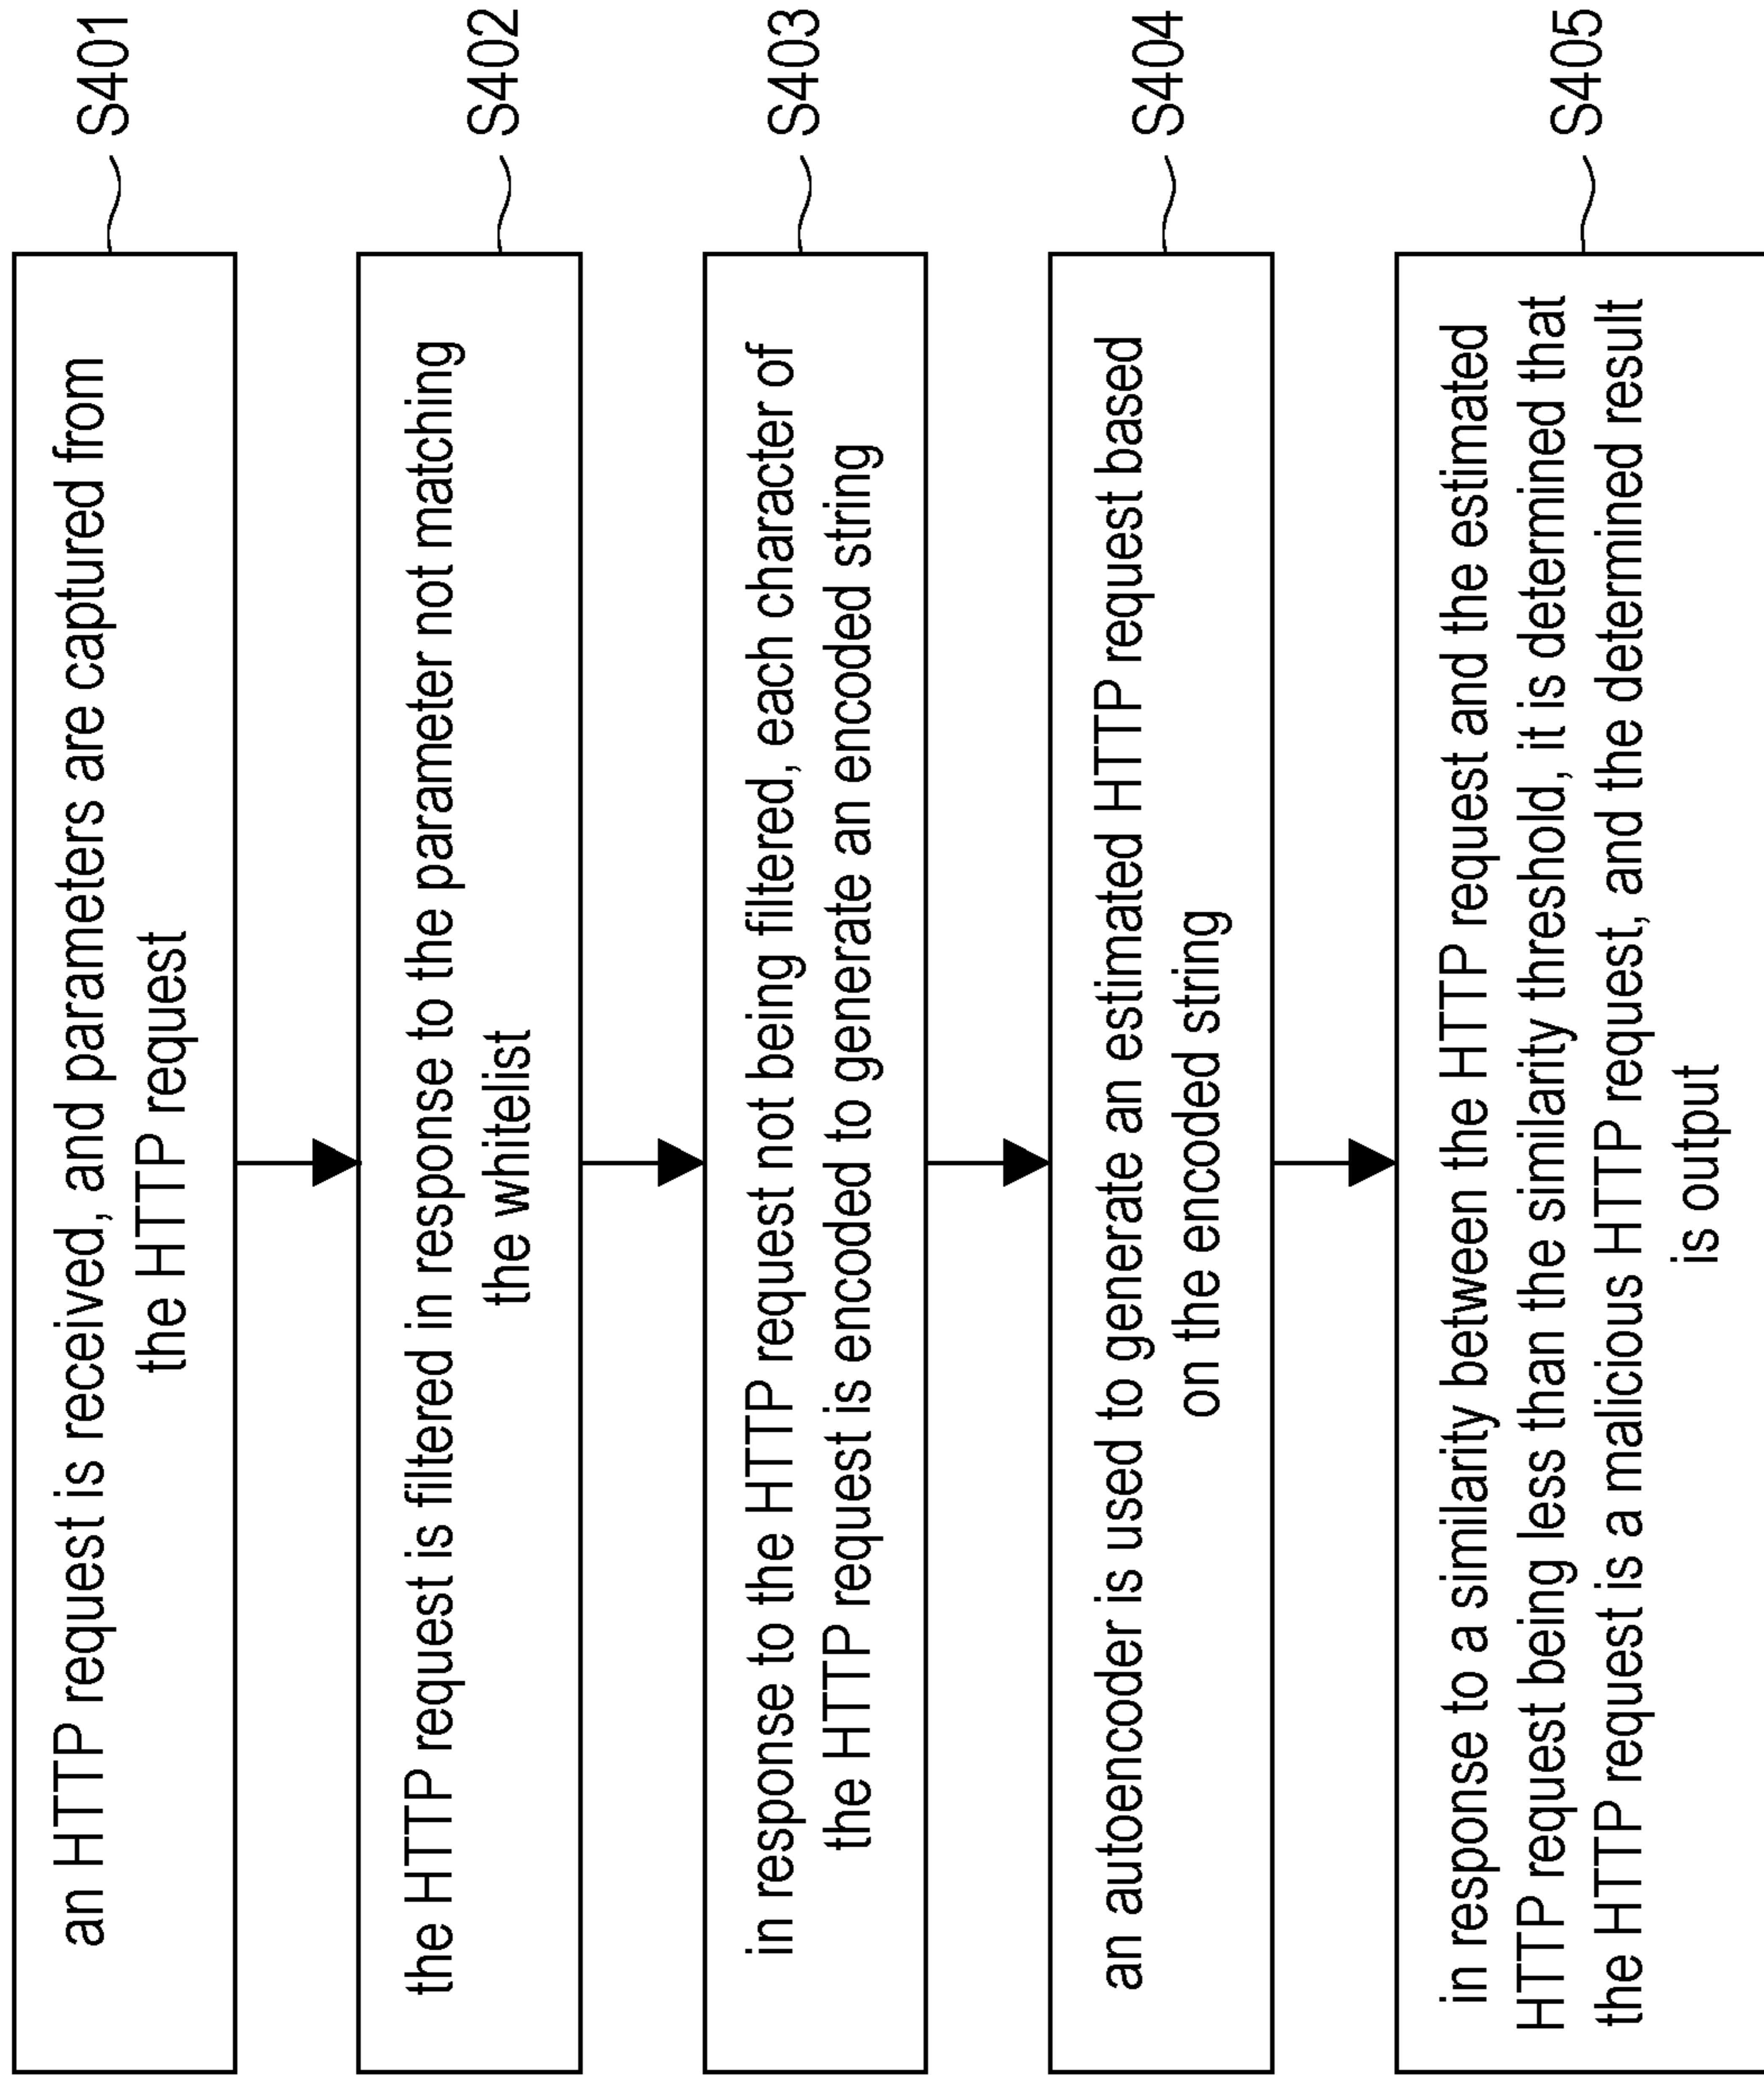 an HTTP request is received, and parameters are captured from
the HTTP request
S401
the HTTP request is filtered in response to the parameter not matching
the whitelist
S402
in response to the HTTP request not being filtered, each character of
the HTTP request is encoded to generate an encoded string
S403
an autoencoder is used to generate an estimated HTTP request based
on the encoded string
S404
in response to a similarity between the HTTP request and the estimated
HTTP request being less than the similarity threshold, it is determined that
the HTTP request is a malicious HTTP request, and the determined result
is output
S405